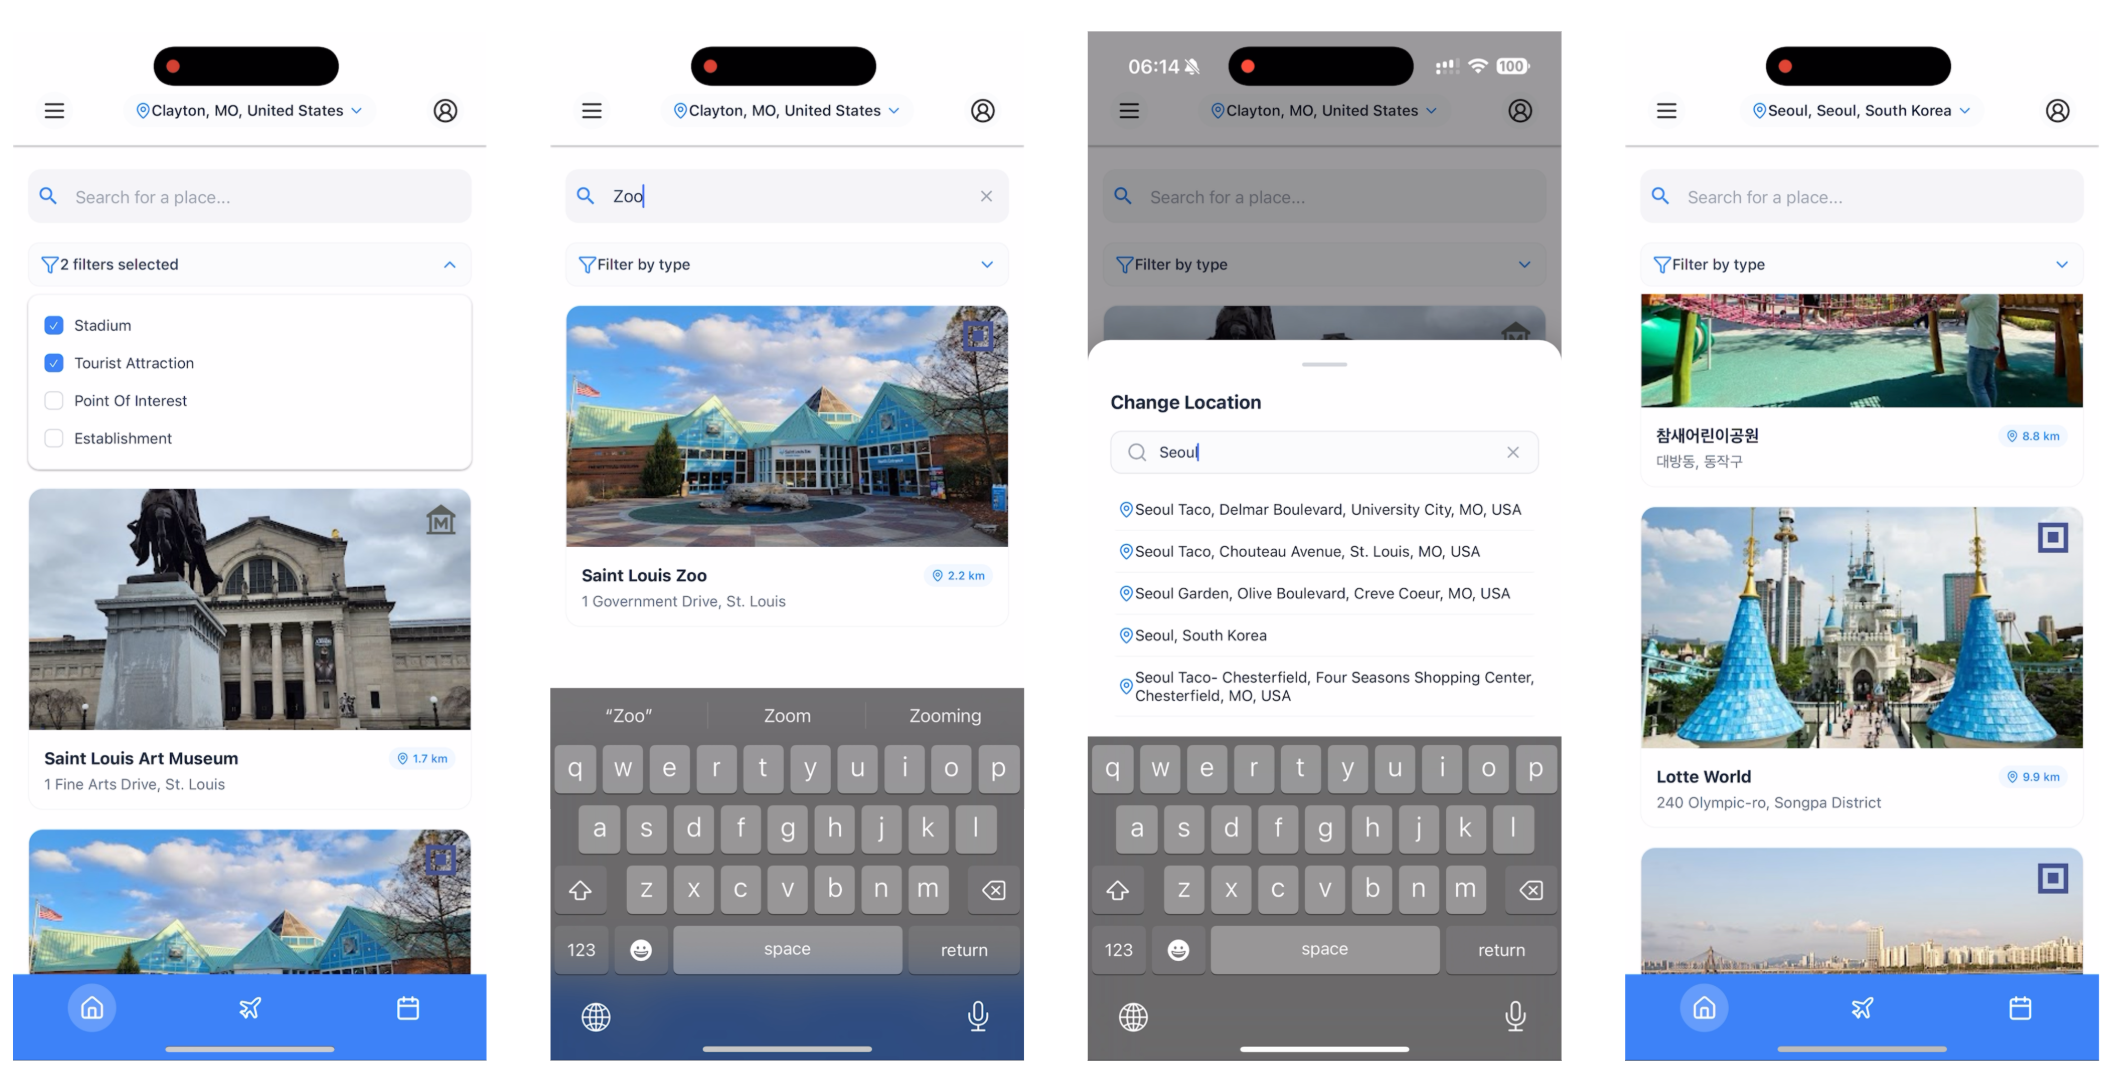 Clayton, MO, United States
Search for a place...
2 filters selected
Stadium
Tourist Attraction
Point Of Interest
Establishment
M
Saint Louis Art Museum
1.7 km
1 Fine Arts Drive, St. Louis
Clayton, MO, United States
Zoo
Filter by type
Saint Louis Zoo
2.2 km
1 Government Drive, St. Louis
“Zoo” Zoom Zooming
q w e r t y u i o p
a s d f g h j k l
z x c v b n m
123 space return
06:14 100
Clayton, MO, United States
Search for a place...
Filter by type
Change Location
Seoul
Seoul Taco, Delmar Boulevard, University City, MO, USA
Seoul Taco, Chouteau Avenue, St. Louis, MO, USA
Seoul Garden, Olive Boulevard, Creve Coeur, MO, USA
Seoul, South Korea
Seoul Taco- Chesterfield, Four Seasons Shopping Center,
Chesterfield, MO, USA
q w e r t y u i o p
a s d f g h j k l
z x c v b n m
123 space return
Seoul, Seoul, South Korea
Search for a place...
Filter by type
참새어린이공원
8.8 km
대방동, 동작구
Lotte World
9.9 km
240 Olympic-ro, Songpa District